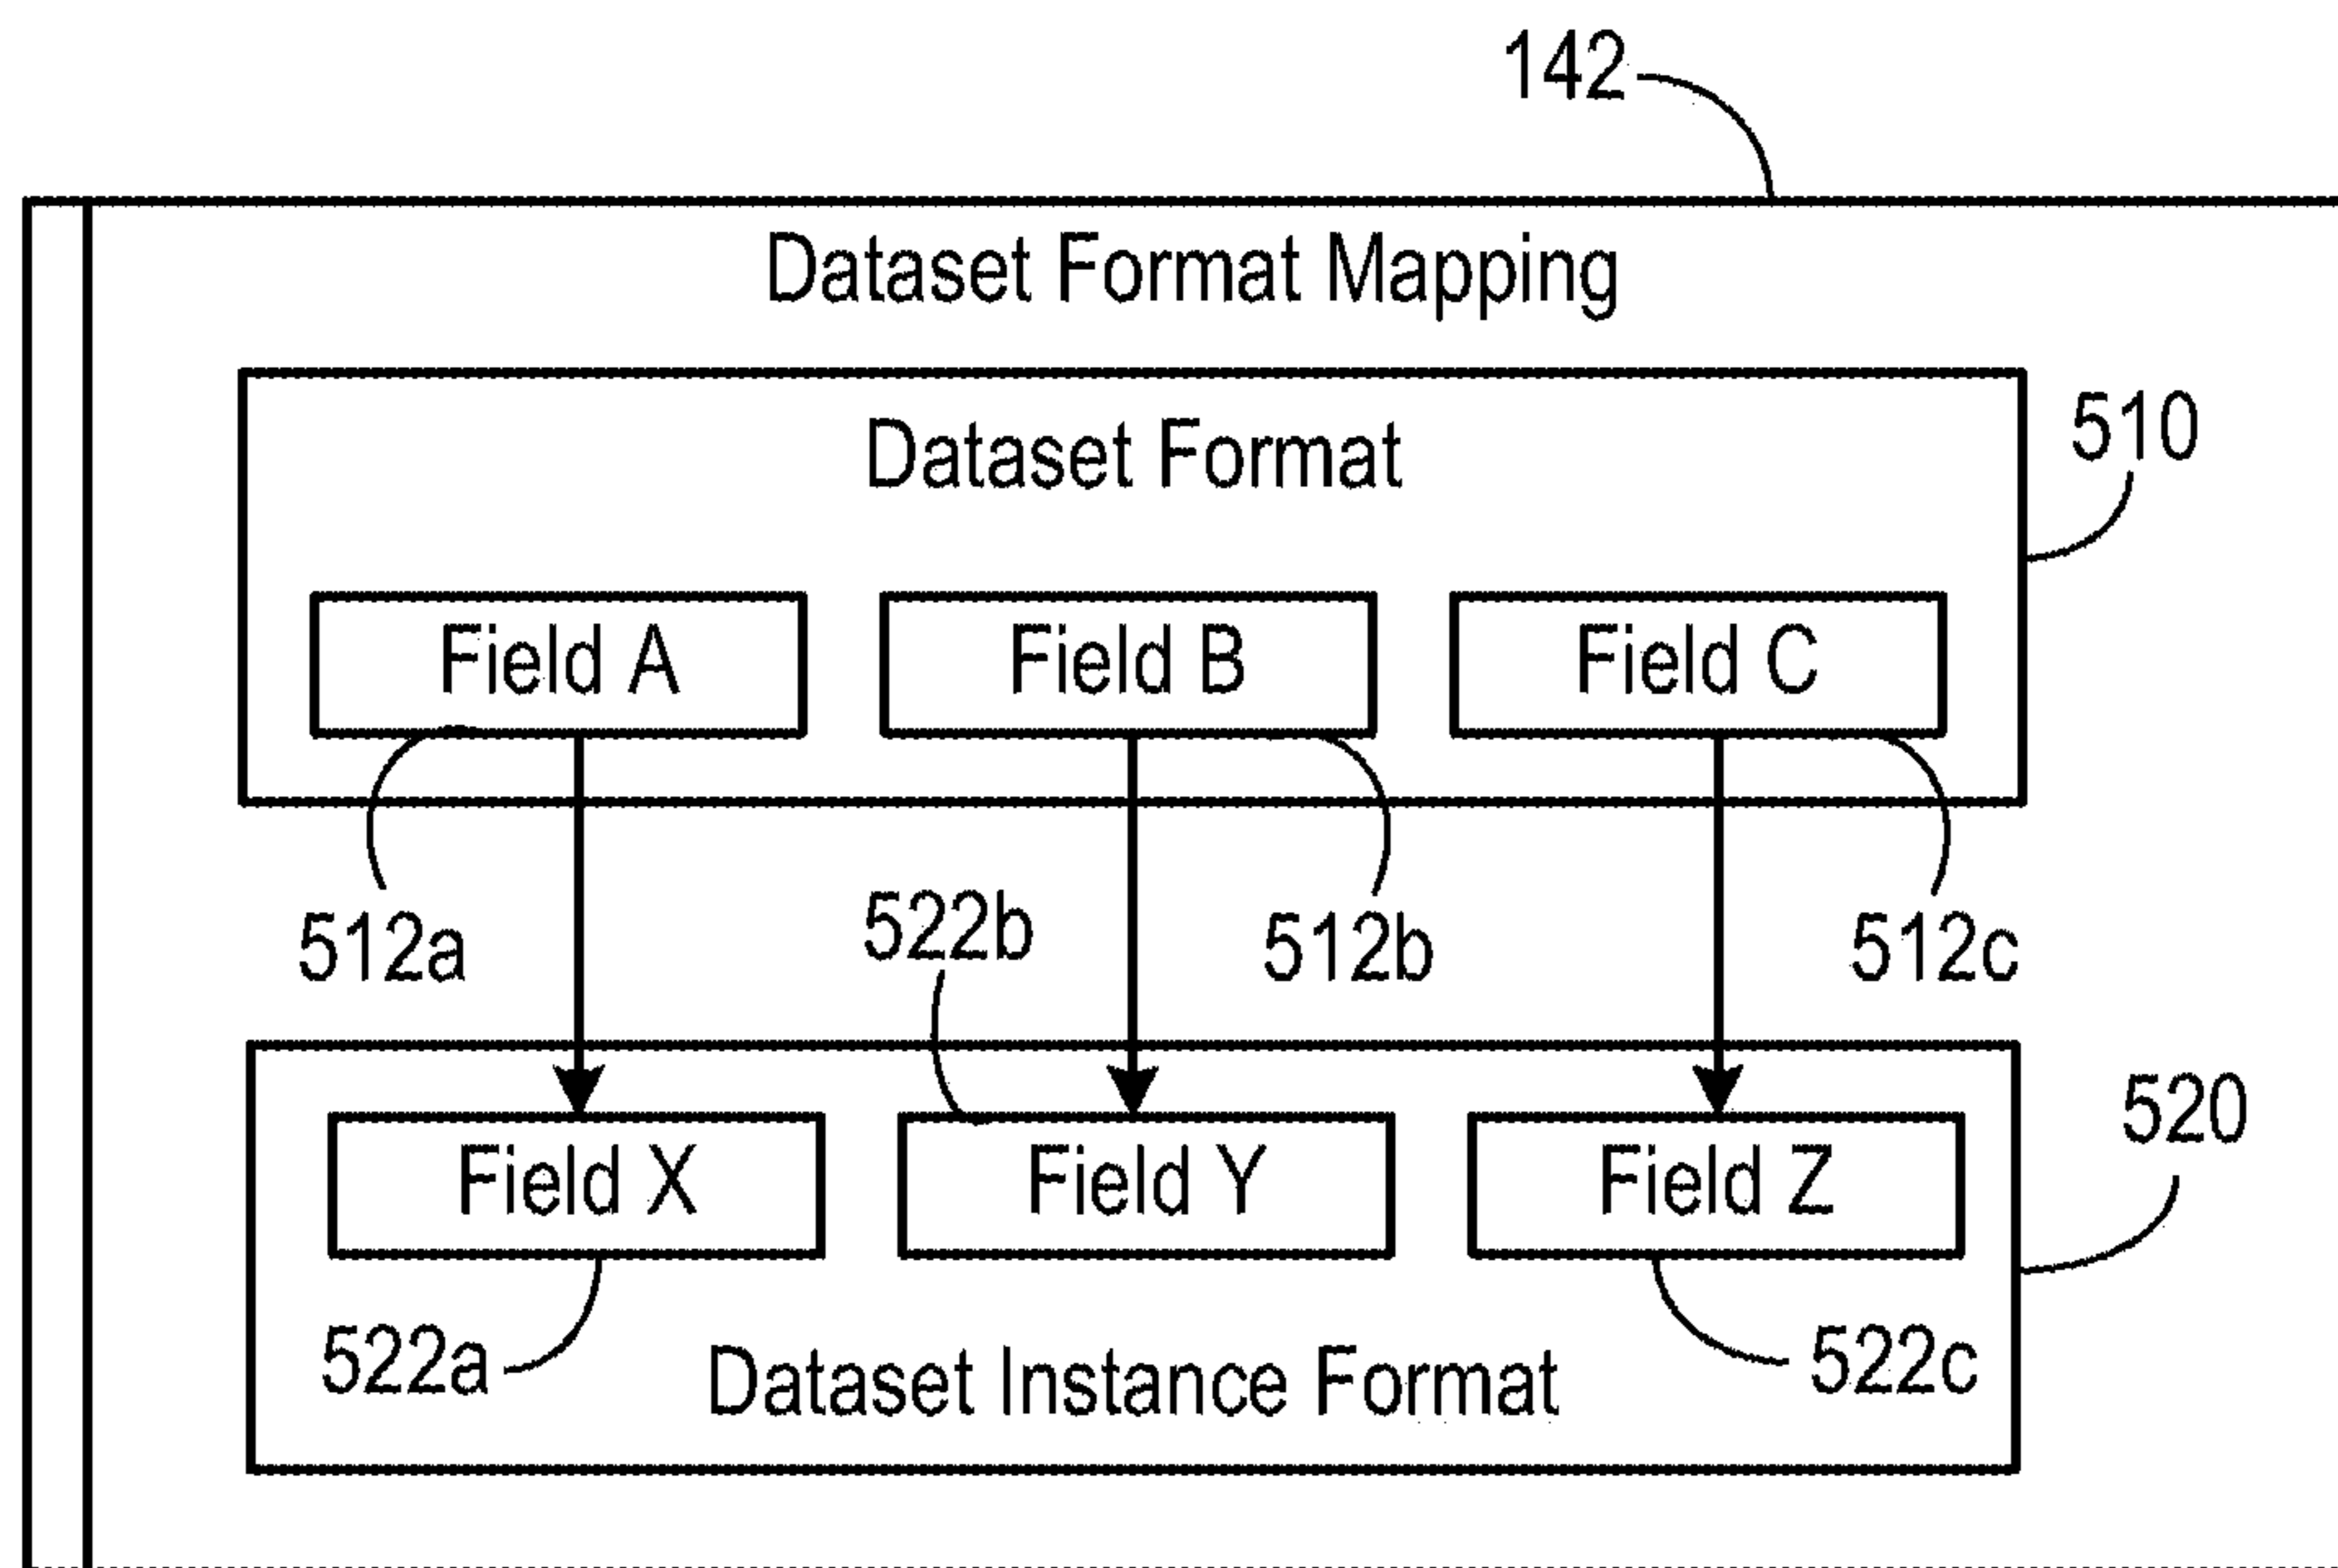 142
Dataset Format Mapping
Dataset Format
510
Field A
Field B
Field C
512a
522b
512b
512c
Field X
Field Y
Field Z
520
522a
Dataset Instance Format
522c